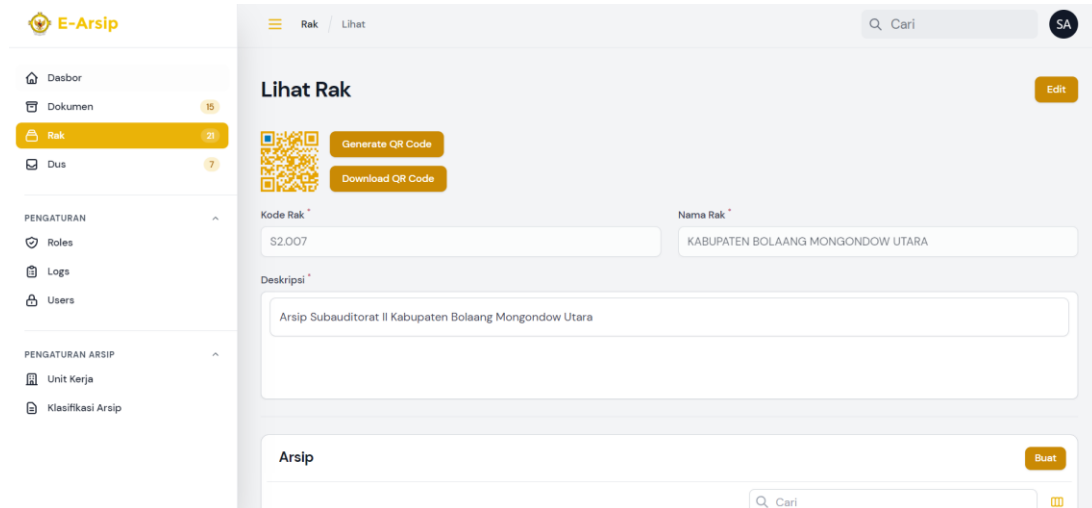 E-Arsip
Rak / Lihat
Cari
SA
Dasbor
Dokumen 15
Rak 21
Dus 7
PENGATURAN
Roles
Logs
Users
PENGATURAN ARSIP
Unit Kerja
Klasifikasi Arsip
Lihat Rak
Edit
Generate QR Code
Download QR Code
Kode Rak *
S2.007
Nama Rak *
KABUPATEN BOLAANG MONGONDOW UTARA
Deskripsi *
Arsip Subauditorat II Kabupaten Bolaang Mongondow Utara
Arsip
Buat
Cari